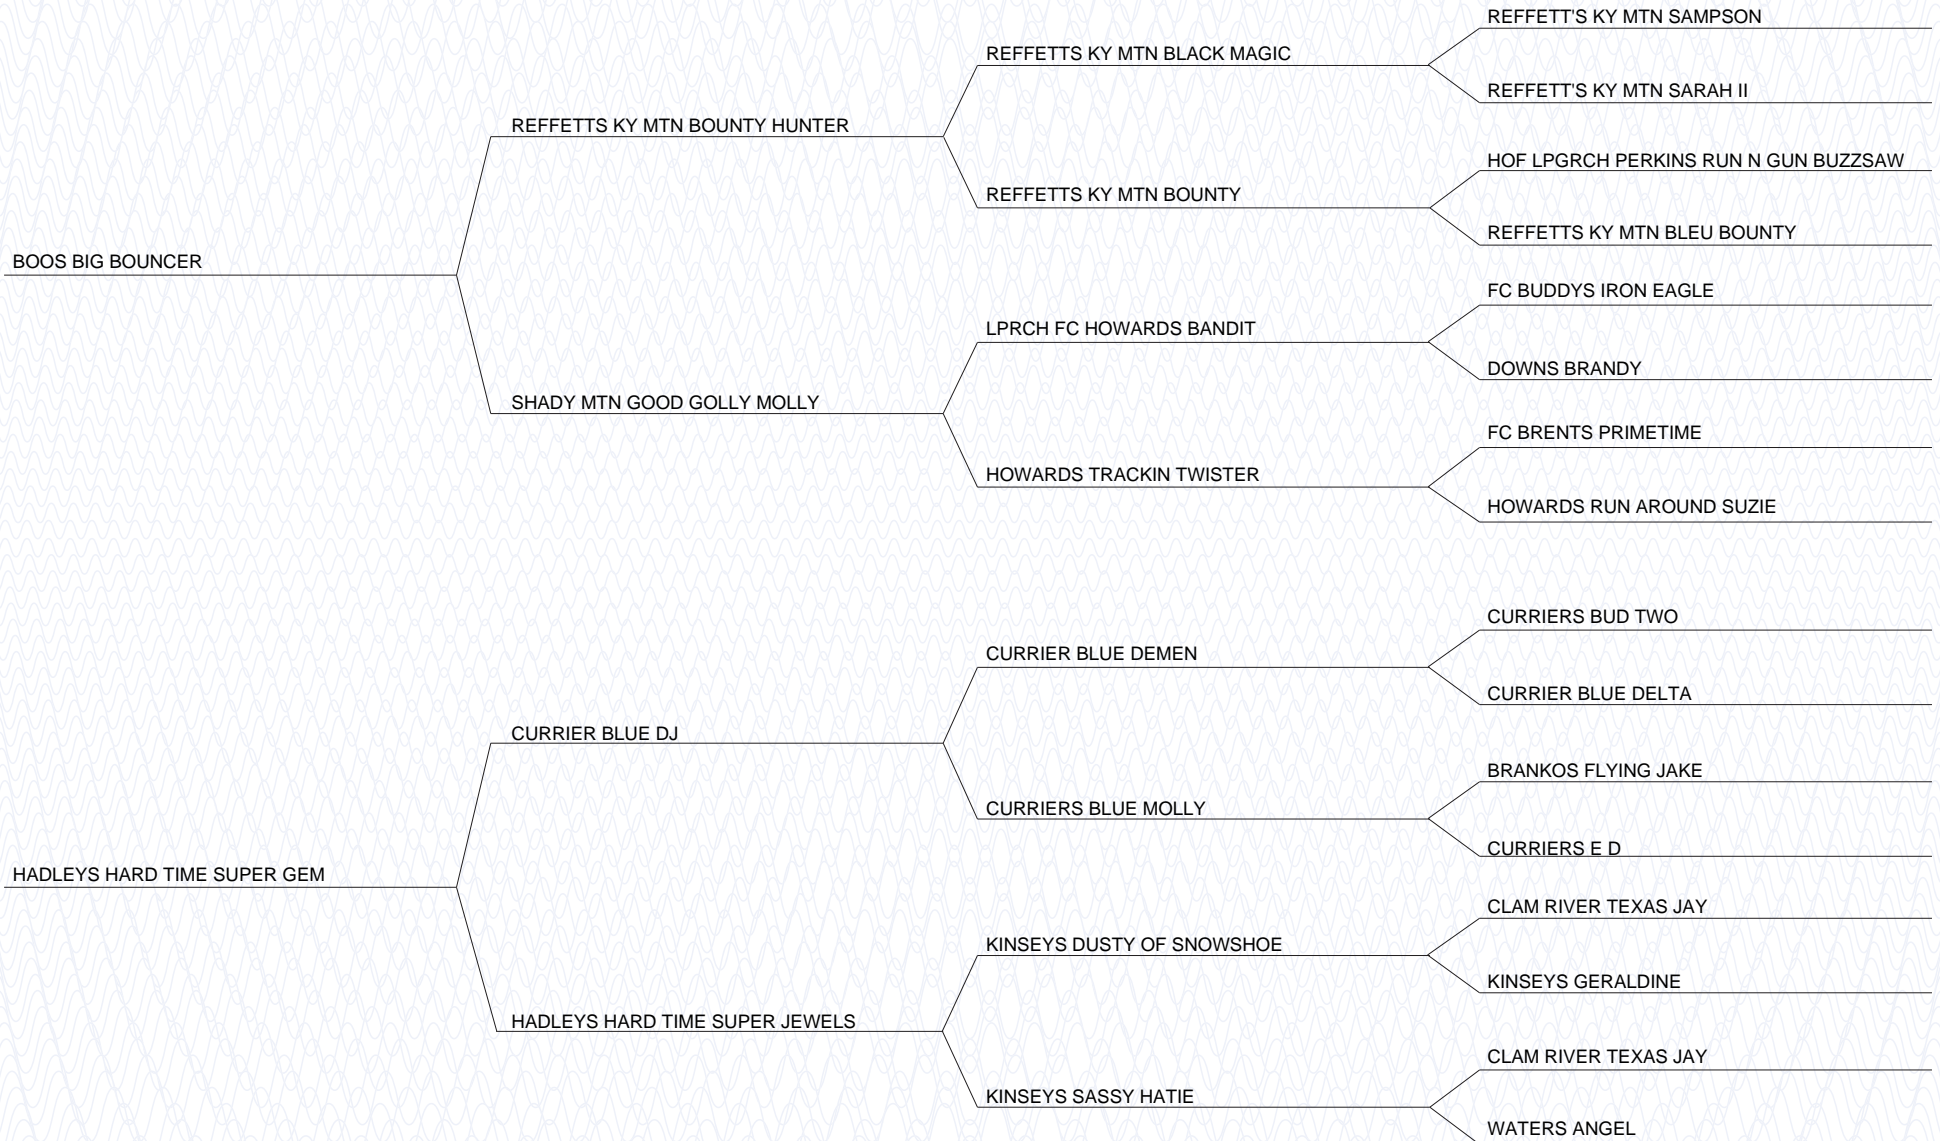 REFFETT'S KY MTN SAMPSON
REFFETTS KY MTN BLACK MAGIC
REFFETT'S KY MTN SARAH II
REFFETTS KY MTN BOUNTY HUNTER
HOF LPGRCH PERKINS RUN N GUN BUZZSAW
REFFETTS KY MTN BOUNTY
REFFETTS KY MTN BLEU BOUNTY
BOOS BIG BOUNCER
FC BUDDYS IRON EAGLE
LPRCH FC HOWARDS BANDIT
DOWNS BRANDY
SHADY MTN GOOD GOLLY MOLLY
FC BRENTS PRIMETIME
HOWARDS TRACKIN TWISTER
HOWARDS RUN AROUND SUZIE
CURRIERS BUD TWO
CURRIER BLUE DEMEN
CURRIER BLUE DELTA
CURRIER BLUE DJ
BRANKOS FLYING JAKE
CURRIERS BLUE MOLLY
CURRIERS E D
HADLEYS HARD TIME SUPER GEM
CLAM RIVER TEXAS JAY
KINSEYS DUSTY OF SNOWSHOE
KINSEYS GERALDINE
HADLEYS HARD TIME SUPER JEWELS
CLAM RIVER TEXAS JAY
KINSEYS SASSY HATIE
WATERS ANGEL